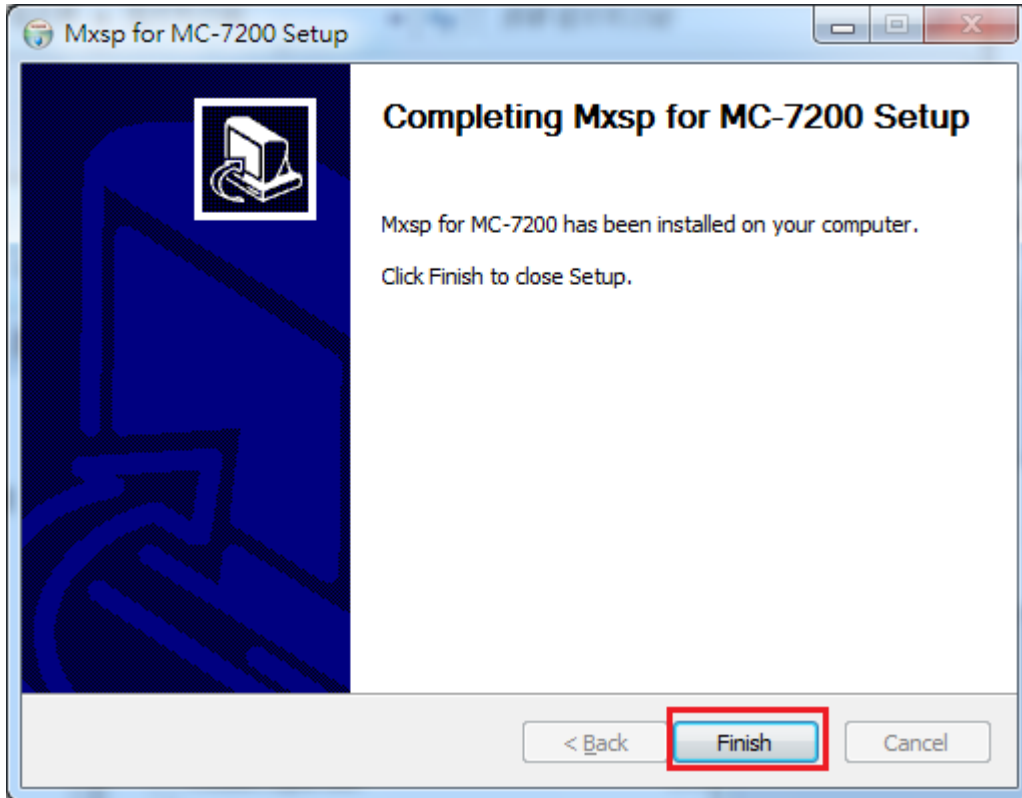 Mxsp for MC-7200 Setup
Completing Mxsp for MC-7200 Setup
Mxsp for MC-7200 has been installed on your computer.
Click Finish to close Setup.
< Back
Finish
Cancel